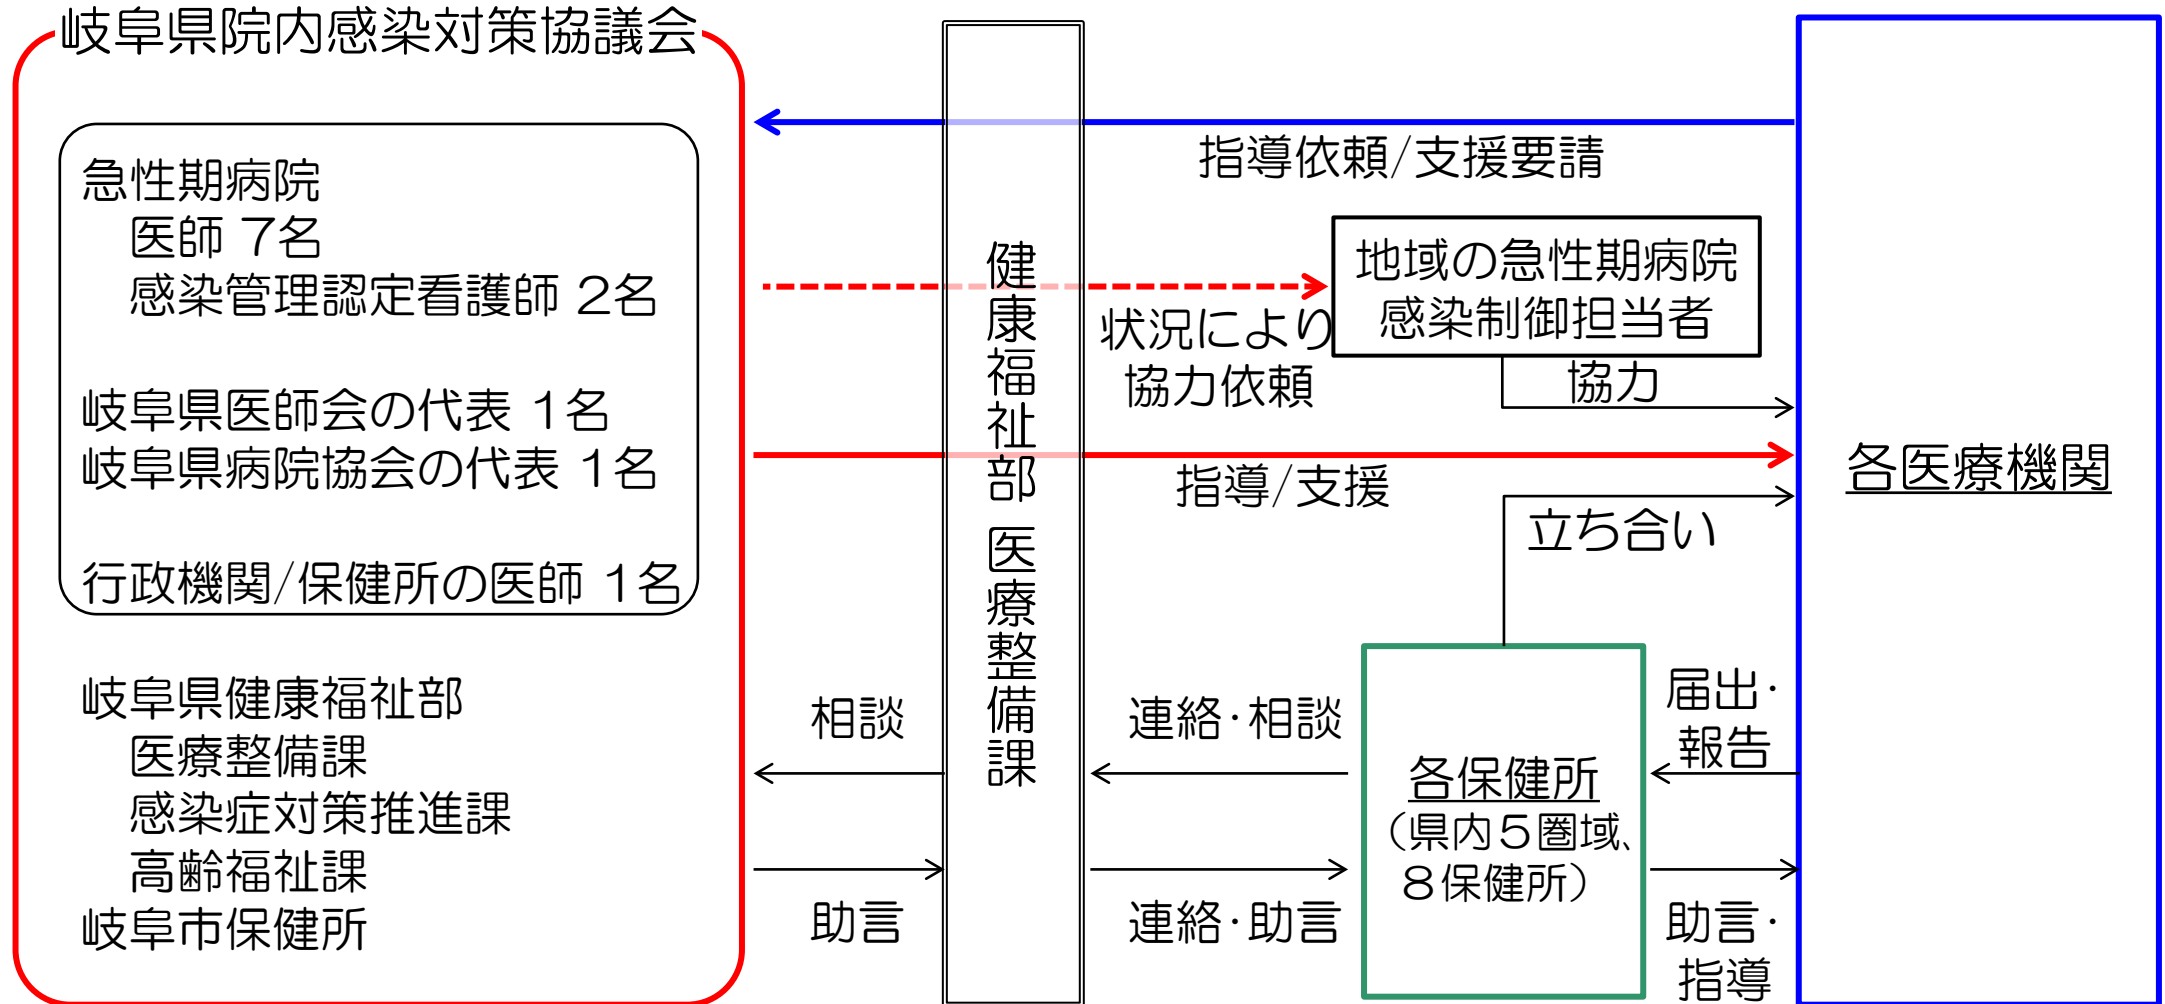 岐阜県院内感染対策協議会
急性期病院
医師 7名
感染管理認定看護師 2名
岐阜県医師会の代表 1名
岐阜県病院協会の代表 1名
行政機関/保健所の医師 1名
岐阜県健康福祉部
医療整備課
感染症対策推進課
高齢福祉課
岐阜市保健所
相談
助言
健康福祉部 医療整備課
指導依頼/支援要請
状況により
協力依頼
地域の急性期病院
感染制御担当者
協力
指導/支援
立ち合い
連絡・相談
連絡・助言
各保健所
（県内５圏域、
８保健所）
届出・
報告
助言・
指導
各医療機関